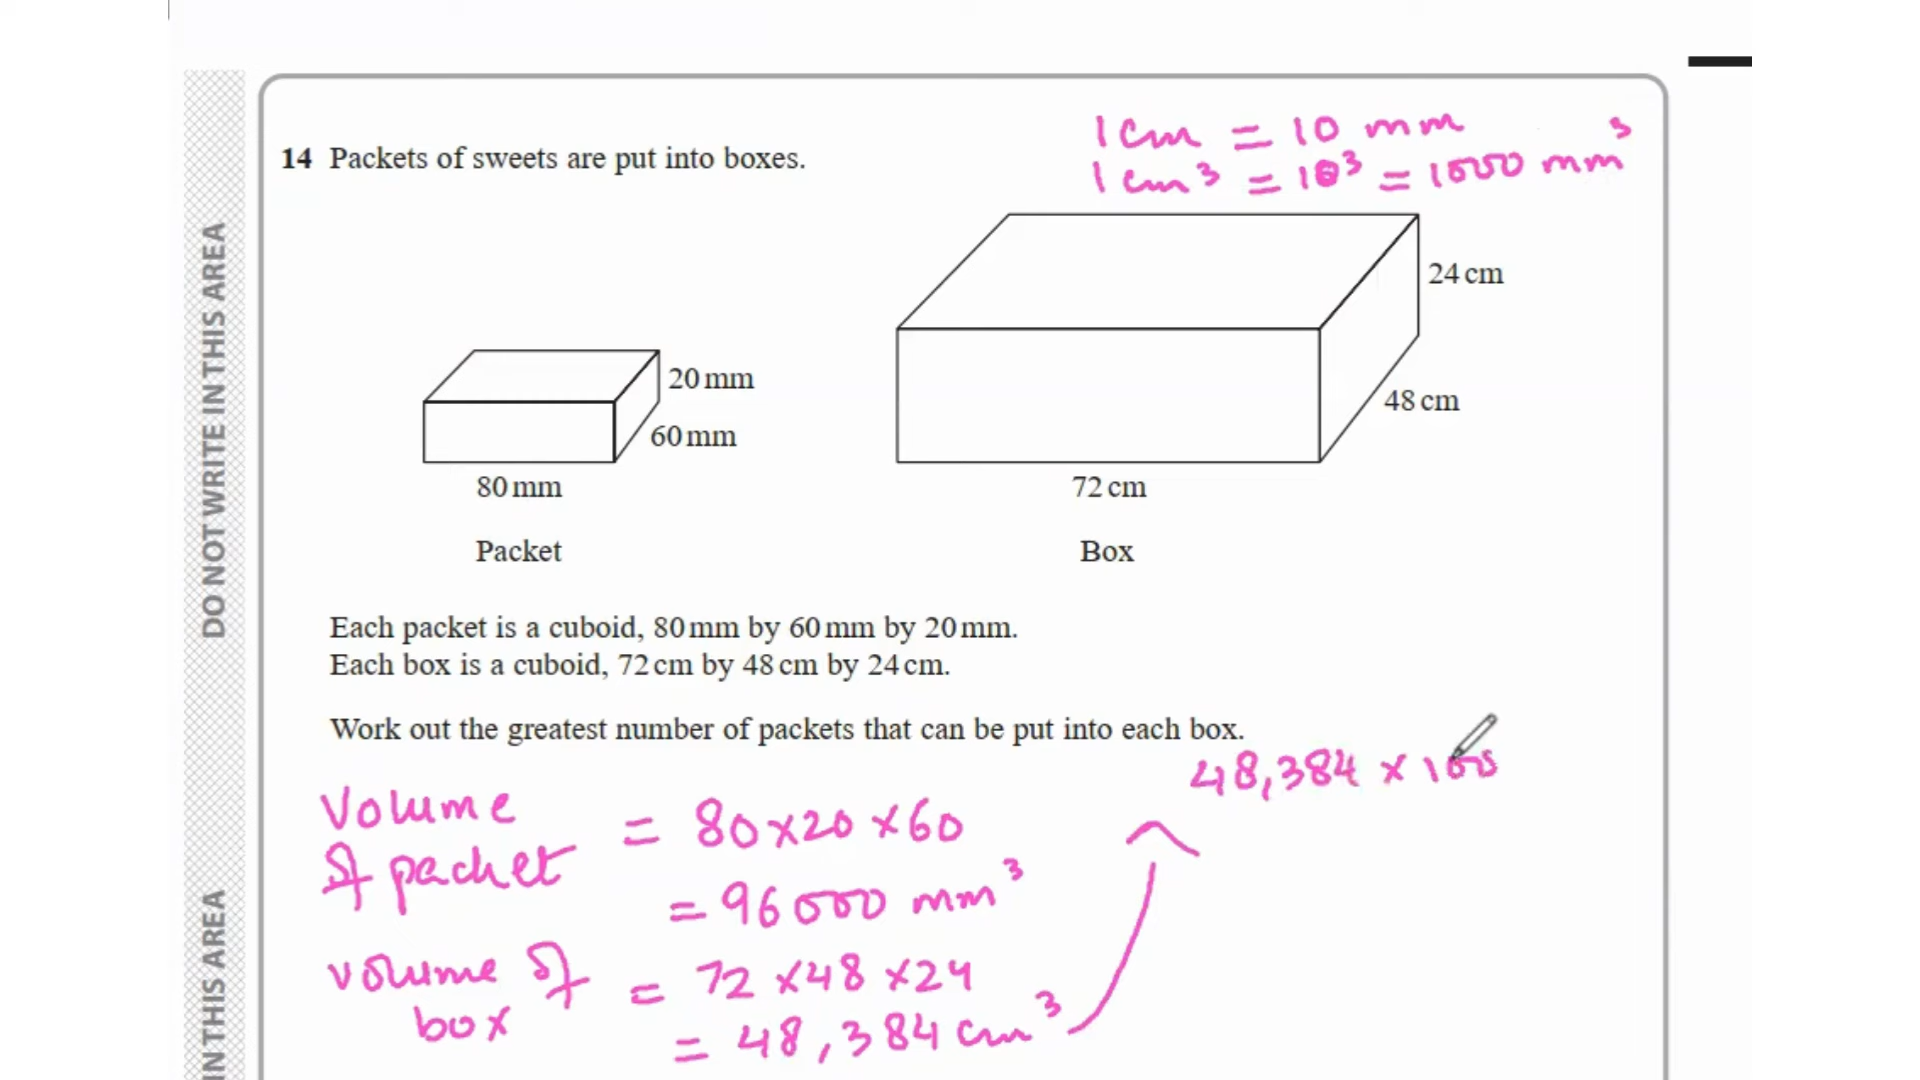 1 cm = 10 mm
1 cm³ = 10³ = 1000 mm³
14 Packets of sweets are put into boxes.
24 cm
20 mm
48 cm
60 mm
80 mm
72 cm
Packet
Box
Each packet is a cuboid, 80 mm by 60 mm by 20 mm.
Each box is a cuboid, 72 cm by 48 cm by 24 cm.
Work out the greatest number of packets that can be put into each box.
48,384 × 100
Volume of packet = 80 × 20 × 60
= 96000 mm³
volume of box = 72 × 48 × 24
= 48,384 cm³
DO NOT WRITE IN THIS AREA
IN THIS AREA